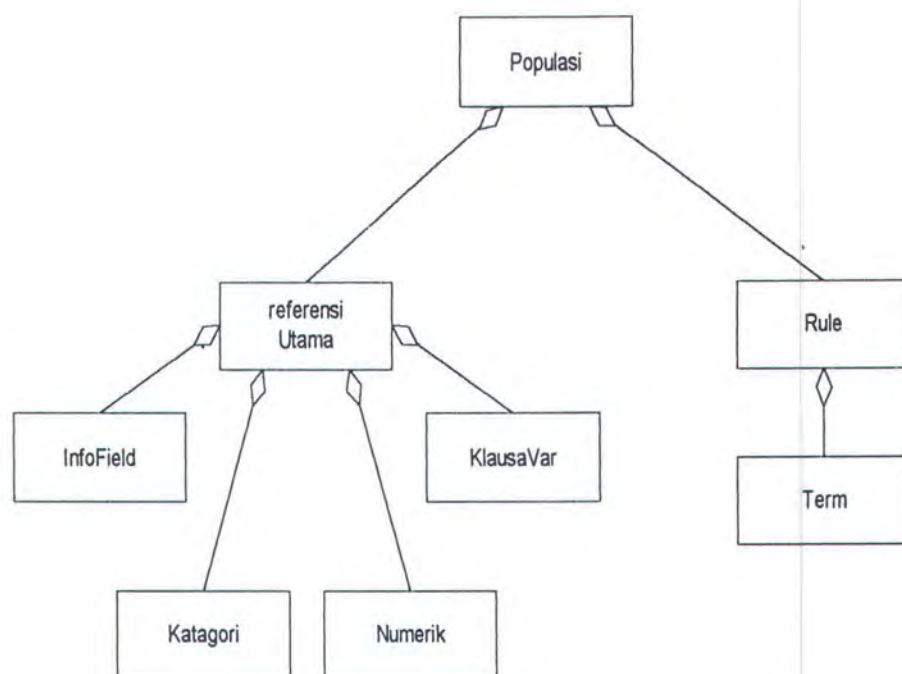 Populasi
referensi
Utama
Rule
InfoField
KlausaVar
Term
Katagori
Numerik